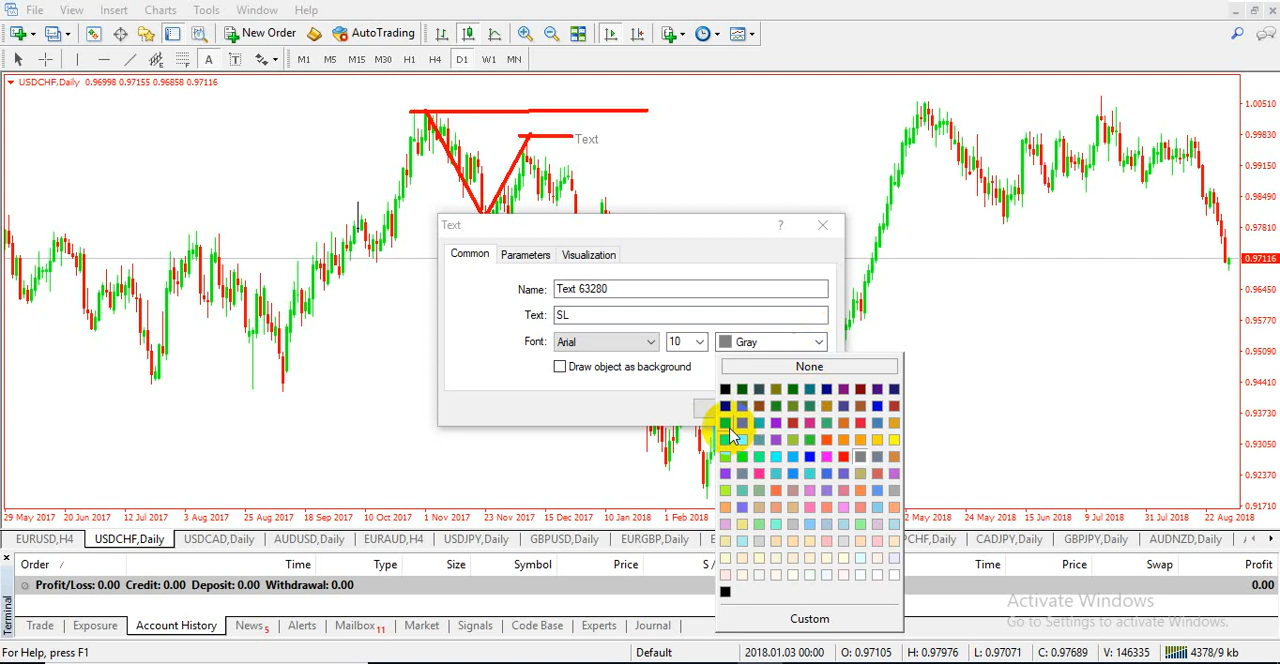 File View Insert Charts Tools Window Help
New Order AutoTrading
A T M1 M5 M15 M30 H1 H4 D1 W1 MN
USDCHF,Daily 0.96998 0.97155 0.96858 0.97116
1.00510
0.99830
0.99150
0.98490
0.97810
0.97116
0.96450
0.95770
0.95090
0.94410
0.93730
0.93050
0.92370
0.91710
Text
Text ?
Common Parameters Visualization
Name: Text 63280
Text: SL
Font: Arial 10 Gray
Draw object as background
None
Custom
29 May 2017 20 Jun 2017 12 Jul 2017 3 Aug 2017 25 Aug 2017 18 Sep 2017 10 Oct 2017 1 Nov 2017 23 Nov 2017 15 Dec 2017 10 Jan 2018 1 Feb 2018 2 May 2018 24 May 2018 15 Jun 2018 9 Jul 2018 31 Jul 2018 22 Aug 2018
EURUSD,H4 USDCHF,Daily USDCAD,Daily AUDUSD,Daily EURAUD,H4 USDJPY,Daily GBPUSD,Daily EURGBP,Daily E PCHF,Daily CADJPY,Daily GBPJPY,Daily AUDNZD,Daily
Order / Time Type Size Symbol Price S / Time Price Swap Profit
Profit/Loss: 0.00 Credit: 0.00 Deposit: 0.00 Withdrawal: 0.00 0.00
Terminal
Activate Windows
Go to Settings to activate Windows.
Trade Exposure Account History News 5 Alerts Mailbox 11 Market Signals Code Base Experts Journal
For Help, press F1 Default 2018.01.03 00:00 O: 0.97105 H: 0.97976 L: 0.97071 C: 0.97689 V: 146335 4378/9 kb